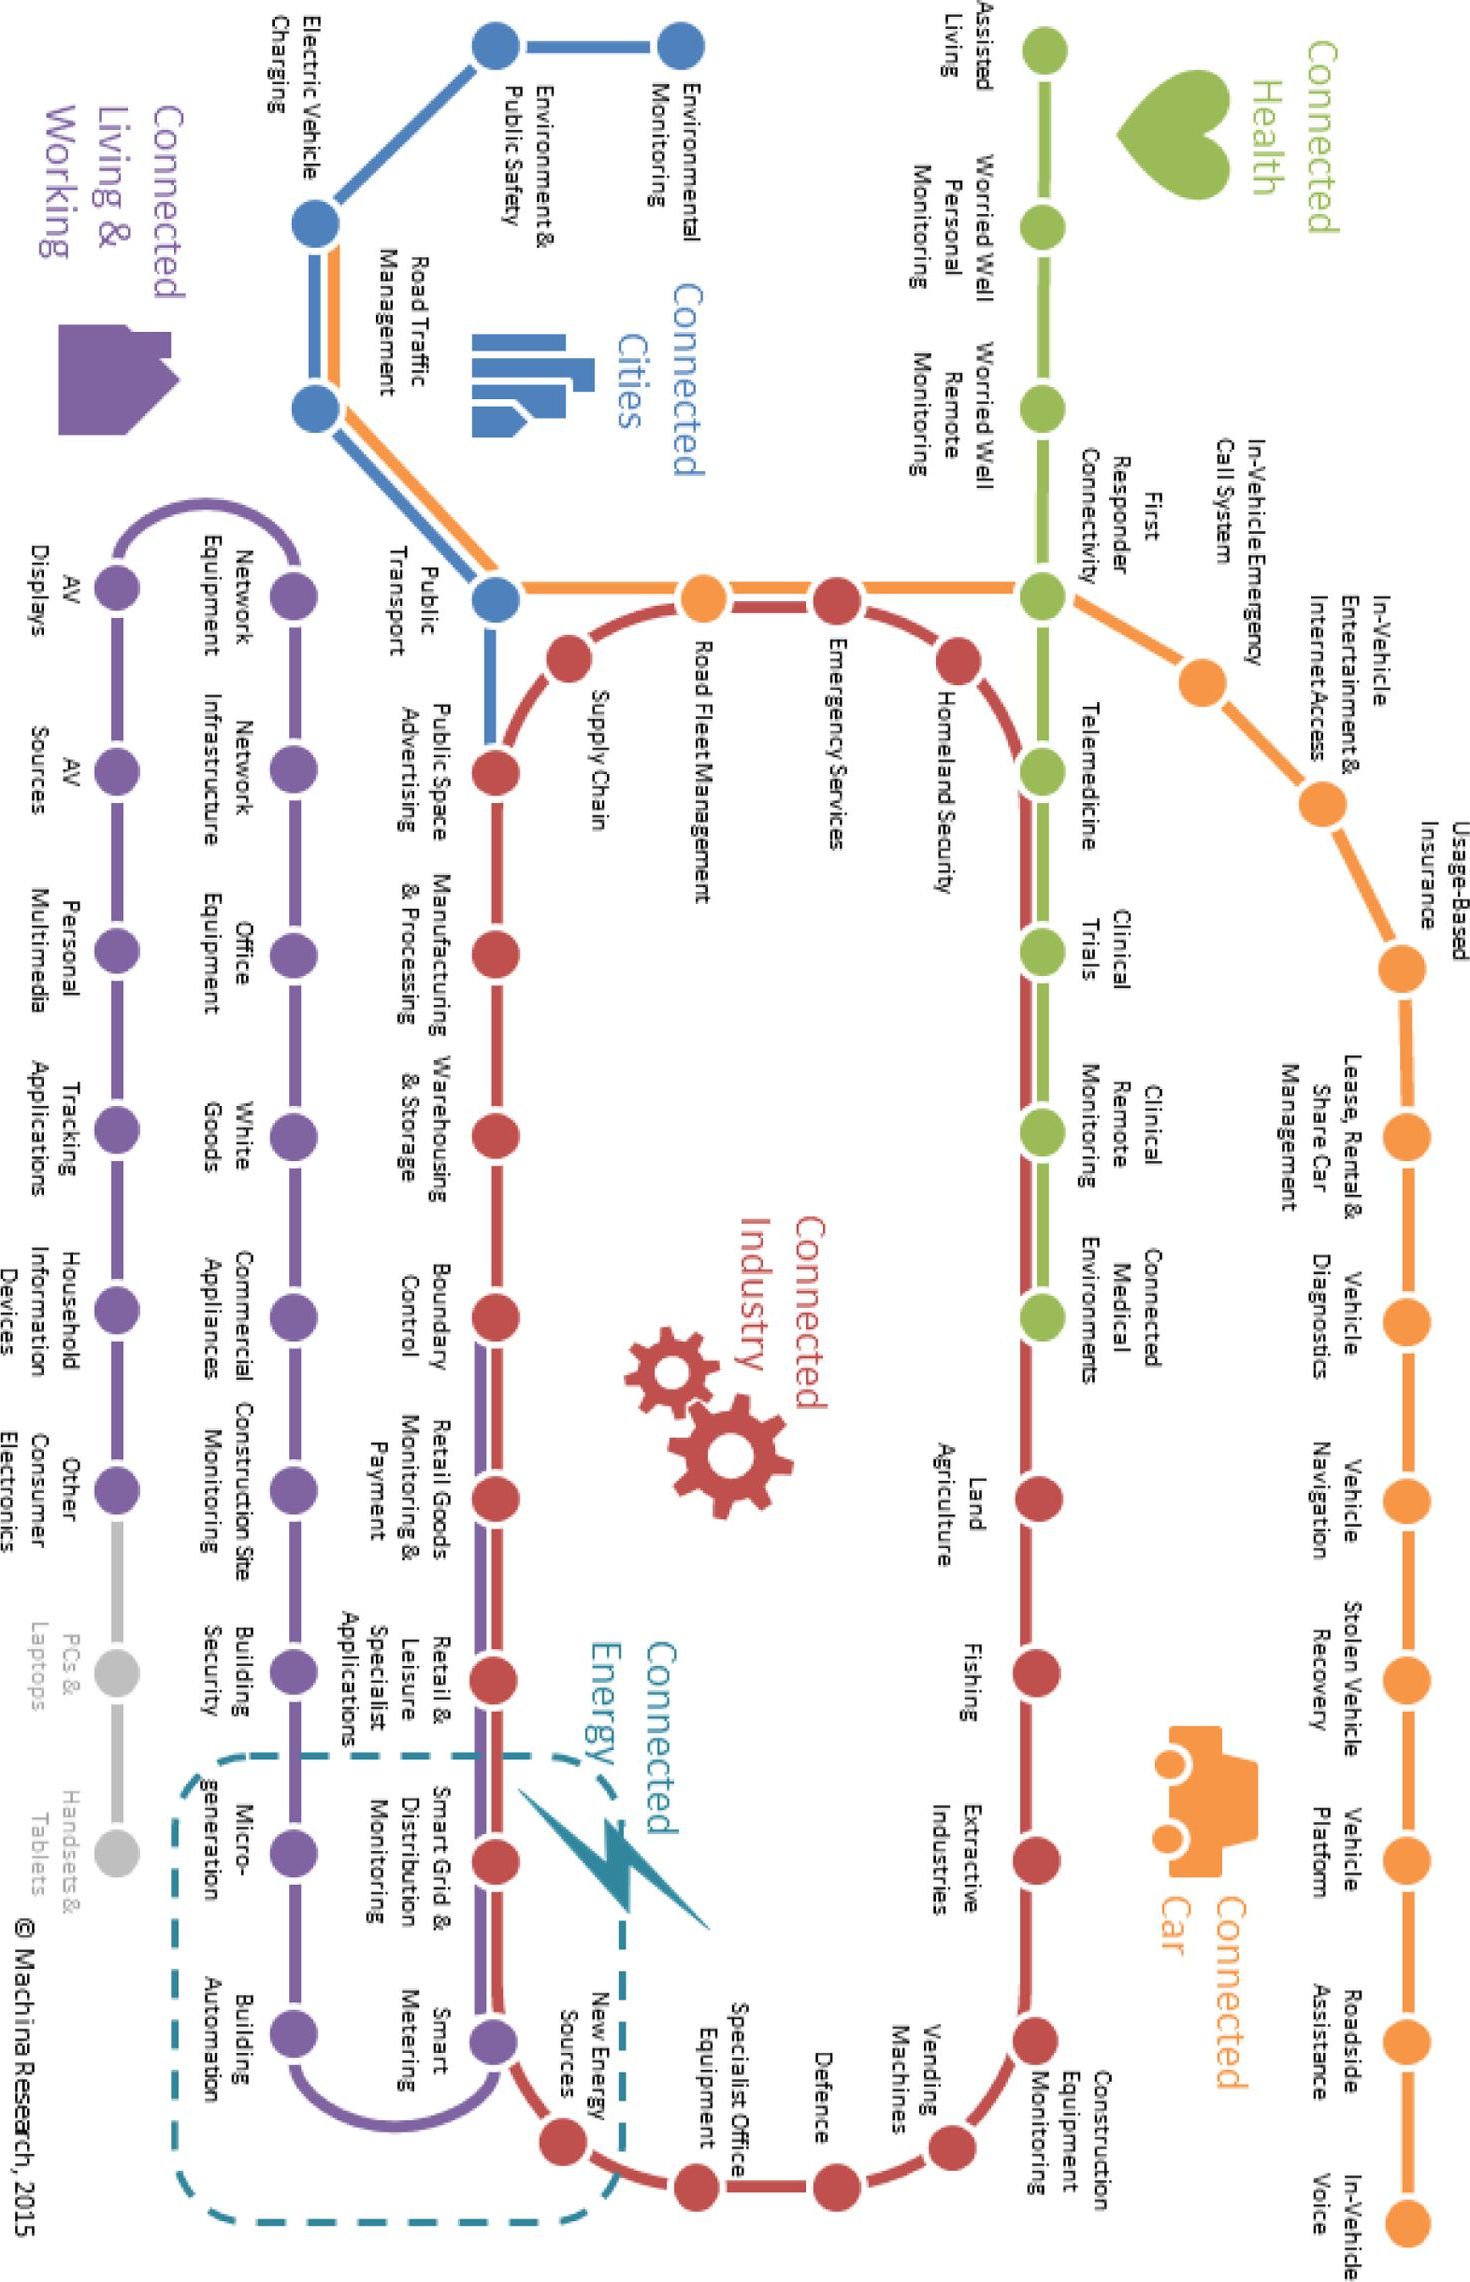 Connected
Health
Assisted
Living
Worried Well
Personal
Monitoring
Worried Well
Remote
Monitoring
First
Responder
Connectivity
Telemedicine
Clinical
Trials
Clinical
Remote
Monitoring
Connected
Medical
Environments
In-Vehicle Emergency
Call System
In-Vehicle
Entertainment &
Internet Access
Usage-Based
Insurance
Lease, Rental &
Share Car
Management
Vehicle
Diagnostics
Vehicle
Navigation
Stolen Vehicle
Recovery
Vehicle
Platform
Roadside
Assistance
In-Vehicle
Voice
Connected
Car
Environmental
Monitoring
Environment &
Public Safety
Electric Vehicle
Charging
Road Traffic
Management
Connected
Cities
Public
Transport
Homeland Security
Emergency Services
Road Fleet Management
Supply Chain
Land
Agriculture
Fishing
Extractive
Industries
Construction
Equipment
Monitoring
Vending
Machines
Defence
Specialist Office
Equipment
New Energy
Sources
Connected
Industry
Connected
Energy
Public Space
Advertising
Manufacturing
& Processing
Warehousing
& Storage
Boundary
Control
Retail Goods
Monitoring &
Payment
Retail &
Leisure
Specialist
Applications
Smart Grid &
Distribution
Monitoring
Smart
Metering
Connected
Living &
Working
Network
Equipment
Network
Infrastructure
Office
Equipment
White
Goods
Commercial
Appliances
Construction Site
Monitoring
Building
Security
Micro-
generation
Building
Automation
AV
Displays
AV
Sources
Personal
Multimedia
Tracking
Applications
Household
Information
Devices
Other
Consumer
Electronics
PCs &
Laptops
Handsets &
Tablets
© Machina Research, 2015